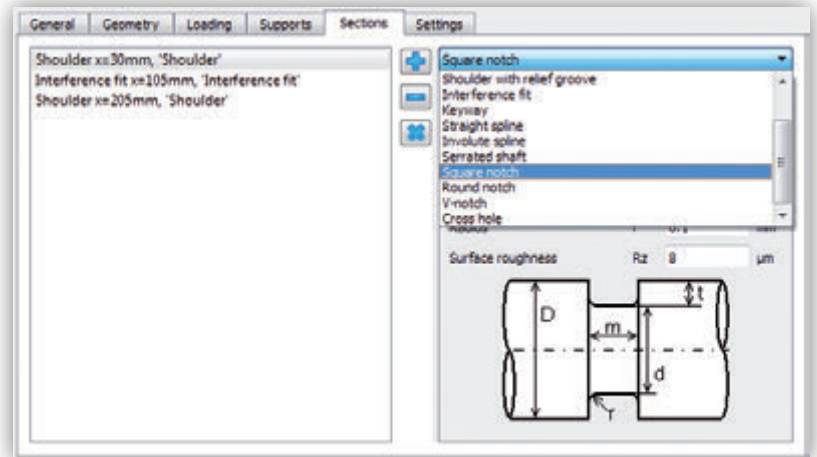 General Geometry Loading Supports Sections Settings
Shoulder x=30mm, 'Shoulder'
Interference fit x=105mm, 'Interference fit'
Shoulder x=205mm, 'Shoulder'
Square notch
Shoulder with relief groove
Interference fit
Keyway
Straight spline
Involute spline
Serrated shaft
Square notch
Round notch
V-notch
Cross hole
Surface roughness Rz 8 µm
D
m
t
d
r